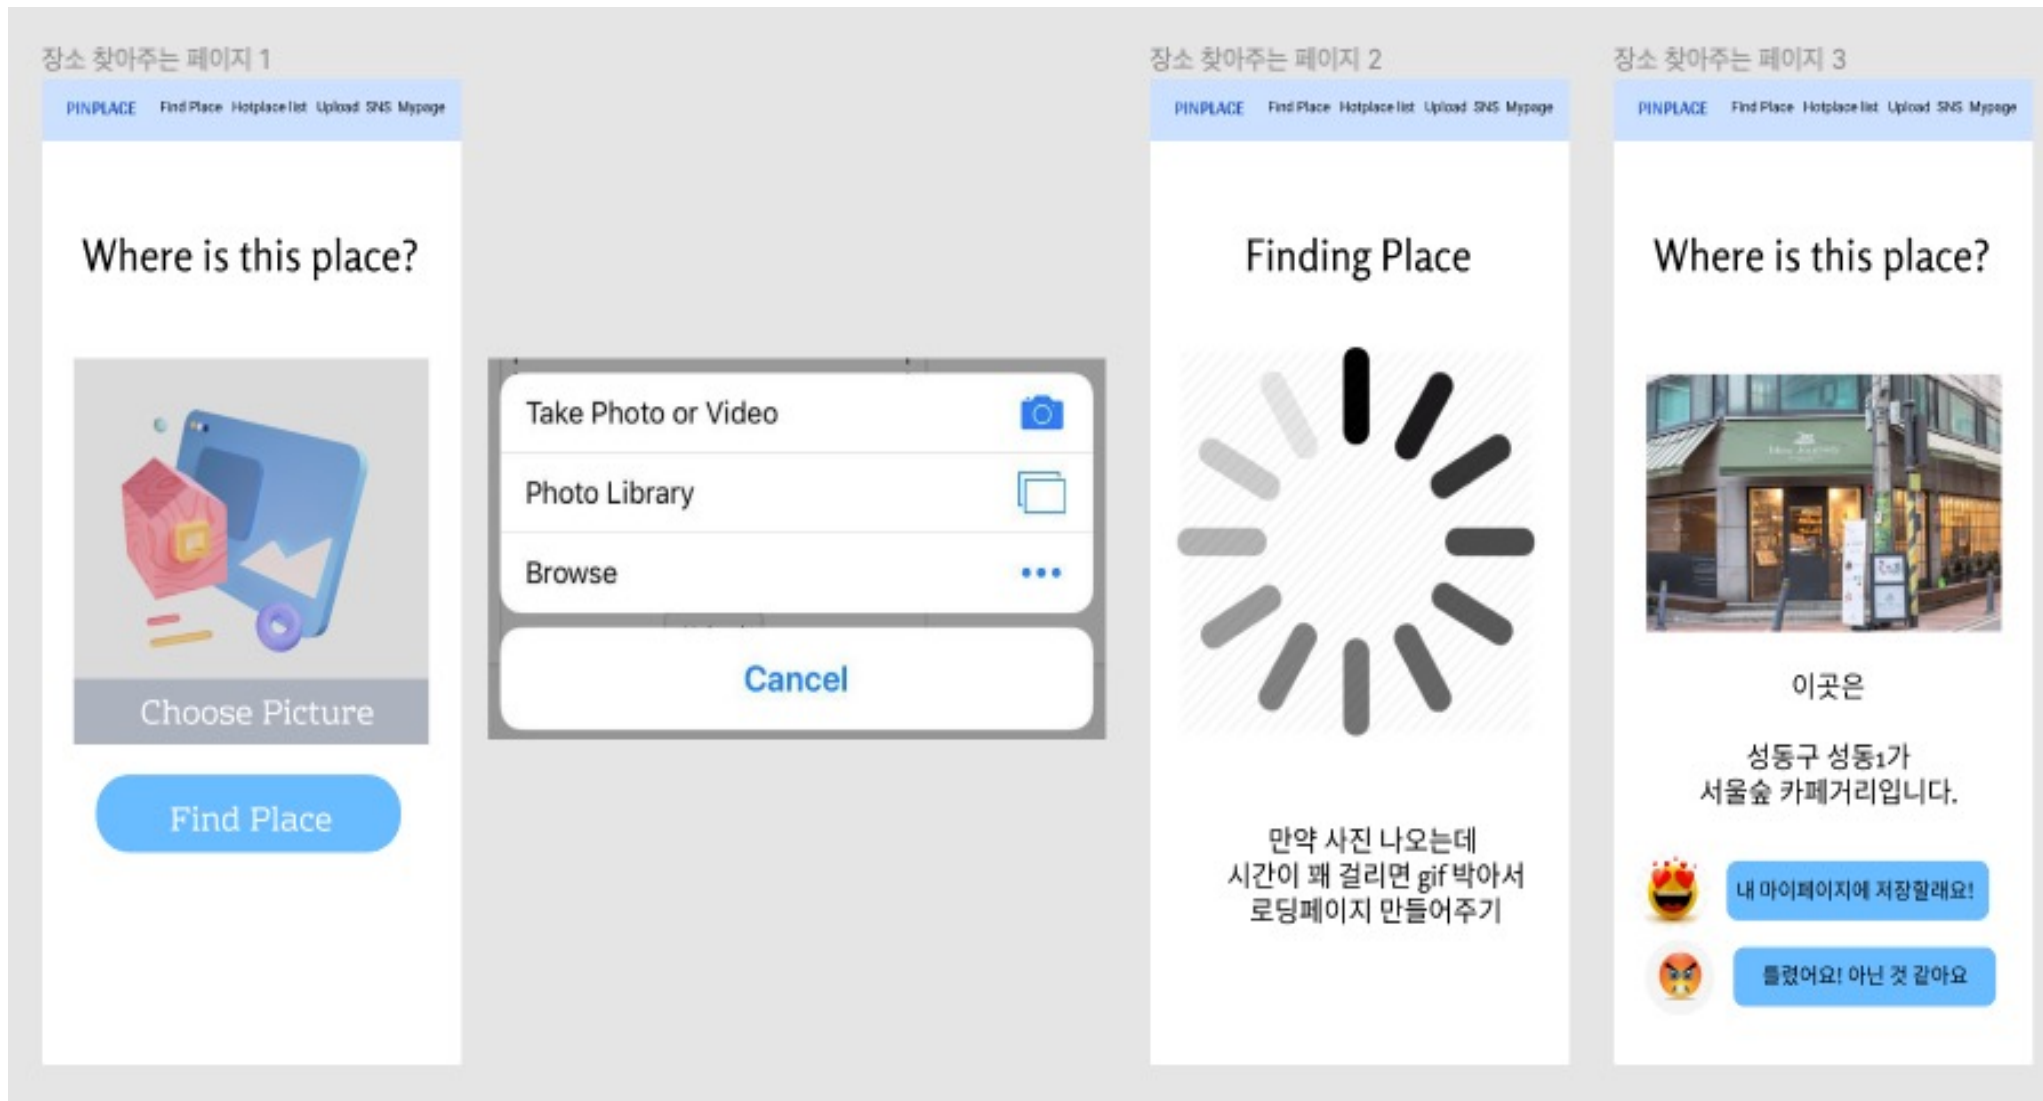 장소 찾아주는 페이지 1
PINPLACE Find Place Hotplace list Upload SNS Mypage
Where is this place?
Choose Picture
Find Place
Take Photo or Video
Photo Library
Browse
Cancel
장소 찾아주는 페이지 2
PINPLACE Find Place Hotplace list Upload SNS Mypage
Finding Place
만약 사진 나오는데
시간이 꽤 걸리면 gif 박아서
로딩페이지 만들어주기
장소 찾아주는 페이지 3
PINPLACE Find Place Hotplace list Upload SNS Mypage
Where is this place?
이곳은
성동구 성동1가
서울숲 카페거리입니다.
내 마이페이지에 저장할래요!
틀렸어요! 아닌 것 같아요